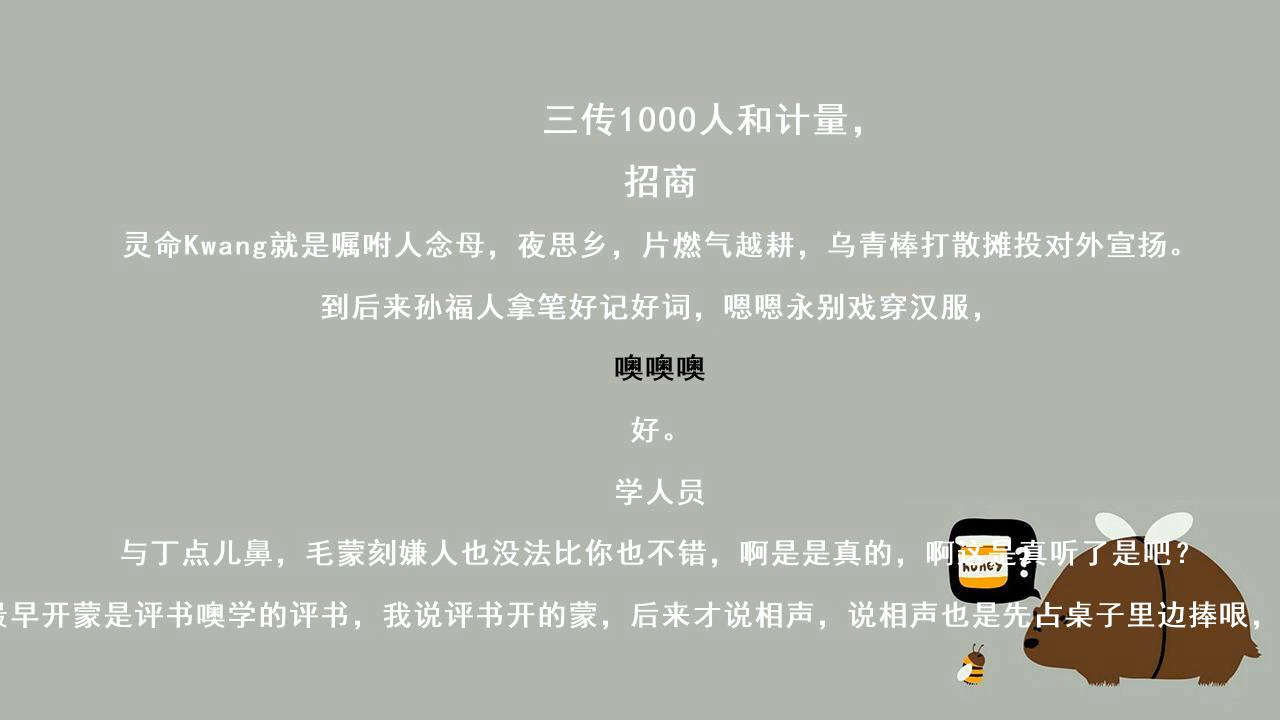 三传1000人和计量，
招商
灵命Kwang就是嘱咐人念母，夜思乡，片燃气越耕，乌青棒打散摊投对外宣扬。
到后来孙福人拿笔好记好词，嗯嗯永别戏穿汉服，
噢噢噢
好。
学人员
与丁点儿鼻，毛蒙刻嫌人也没法比你也不错，啊是是真的，啊这是真听了是吧？
最早开蒙是评书噢学的评书，我说评书开的蒙，后来才说相声，说相声也是先占桌子里边捧哏，
HONEY
?